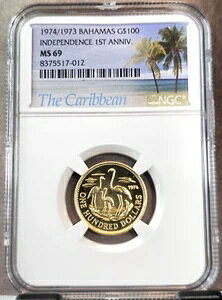 1974/1973 BAHAMAS G$100
INDEPENDENCE 1ST ANNIV.
MS 69
8375517-012
The Caribbean
NGC
1974
ONE HUNDRED DOLLARS